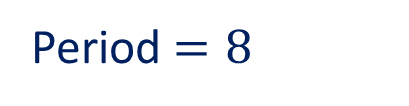 Period = 8